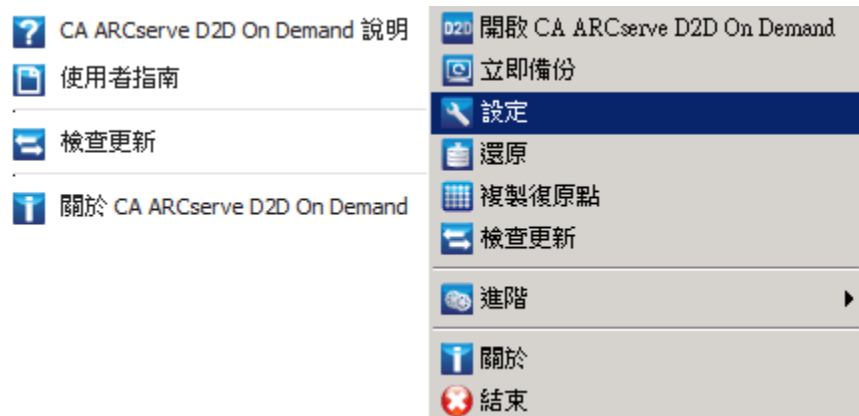 CA ARCserve D2D On Demand 說明
使用者指南
檢查更新
關於 CA ARCserve D2D On Demand
D2D 開啟 CA ARCserve D2D On Demand
立即備份
設定
還原
複製復原點
檢查更新
進階
關於
結束